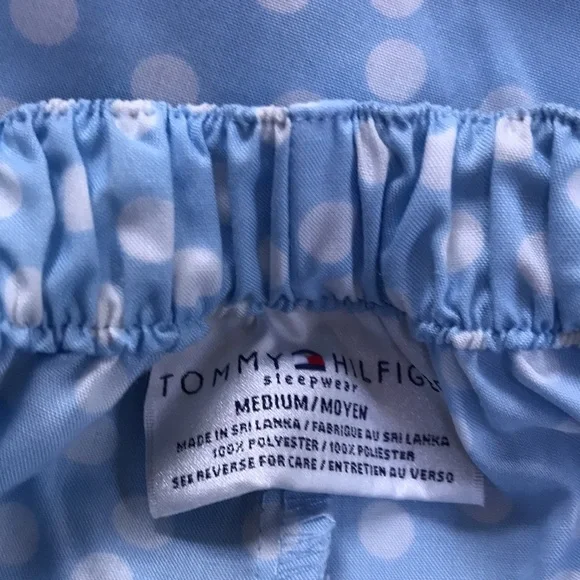 TOMMY HILFIGE
sleepwear
MEDIUM/MOYEN
MADE IN SRI LANKA / FABRIQUE AU SRI LANKA
100% POLYESTER / 100% POLIESTER
SEE REVERSE FOR CARE / ENTRETIEN AU VERSO